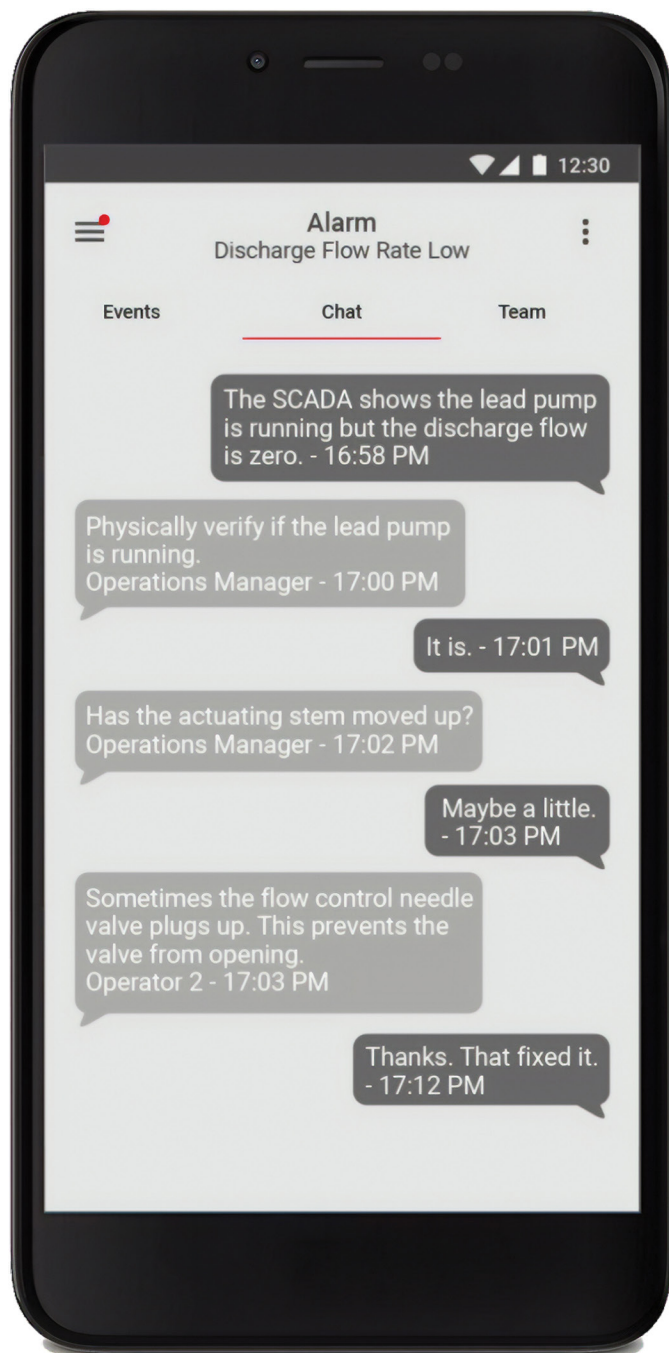 12:30
Alarm
Discharge Flow Rate Low
Events Chat Team
The SCADA shows the lead pump
is running but the discharge flow
is zero. - 16:58 PM
Physically verify if the lead pump
is running.
Operations Manager - 17:00 PM
It is. - 17:01 PM
Has the actuating stem moved up?
Operations Manager - 17:02 PM
Maybe a little.
- 17:03 PM
Sometimes the flow control needle
valve plugs up. This prevents the
valve from opening.
Operator 2 - 17:03 PM
Thanks. That fixed it.
- 17:12 PM